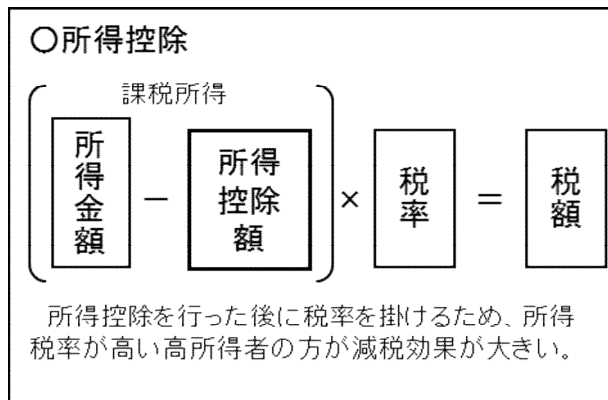 〇所得控除
課税所得
所得金額
－
所得
控除
額
×
税率
＝
税額
所得控除を行った後に税率を掛けるため、所得
税率が高い高所得者の方が減税効果が大きい。